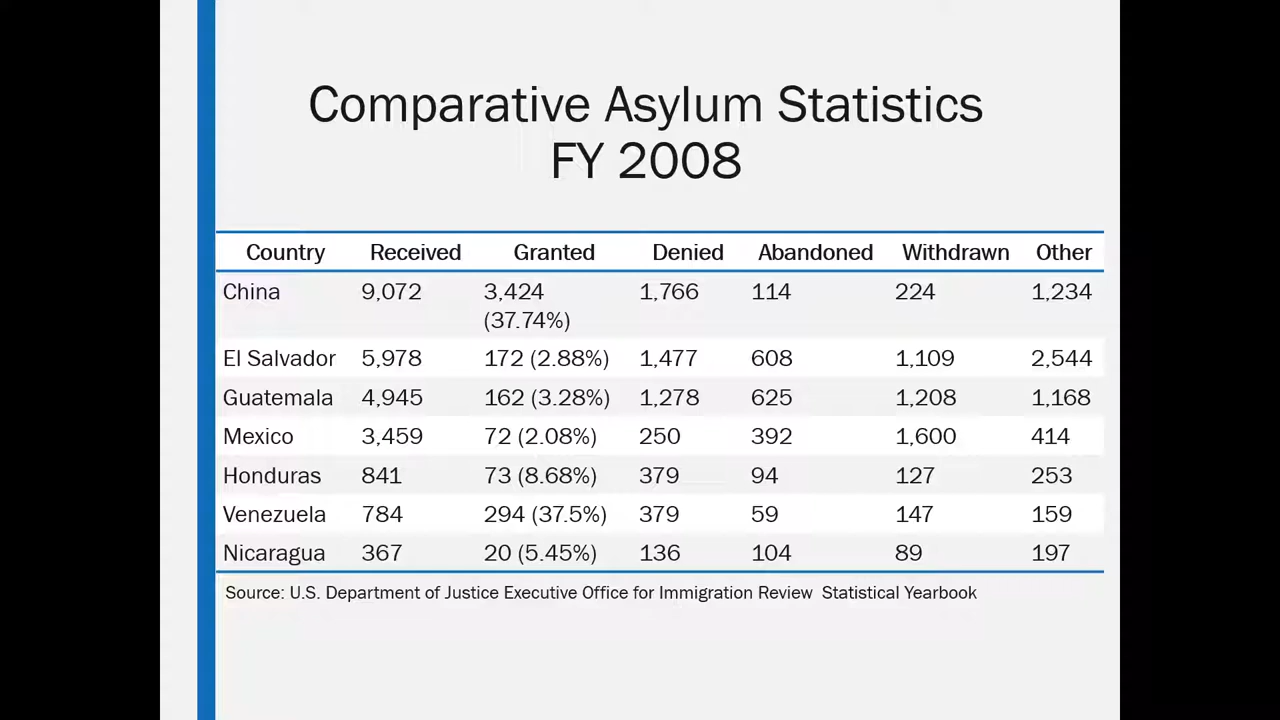 Comparative Asylum Statistics
FY 2008
Country Received Granted Denied Abandoned Withdrawn Other
China 9,072 3,424 1,766 114 224 1,234
(37.74%)
El Salvador 5,978 172 (2.88%) 1,477 608 1,109 2,544
Guatemala 4,945 162 (3.28%) 1,278 625 1,208 1,168
Mexico 3,459 72 (2.08%) 250 392 1,600 414
Honduras 841 73 (8.68%) 379 94 127 253
Venezuela 784 294 (37.5%) 379 59 147 159
Nicaragua 367 20 (5.45%) 136 104 89 197
Source: U.S. Department of Justice Executive Office for Immigration Review Statistical Yearbook